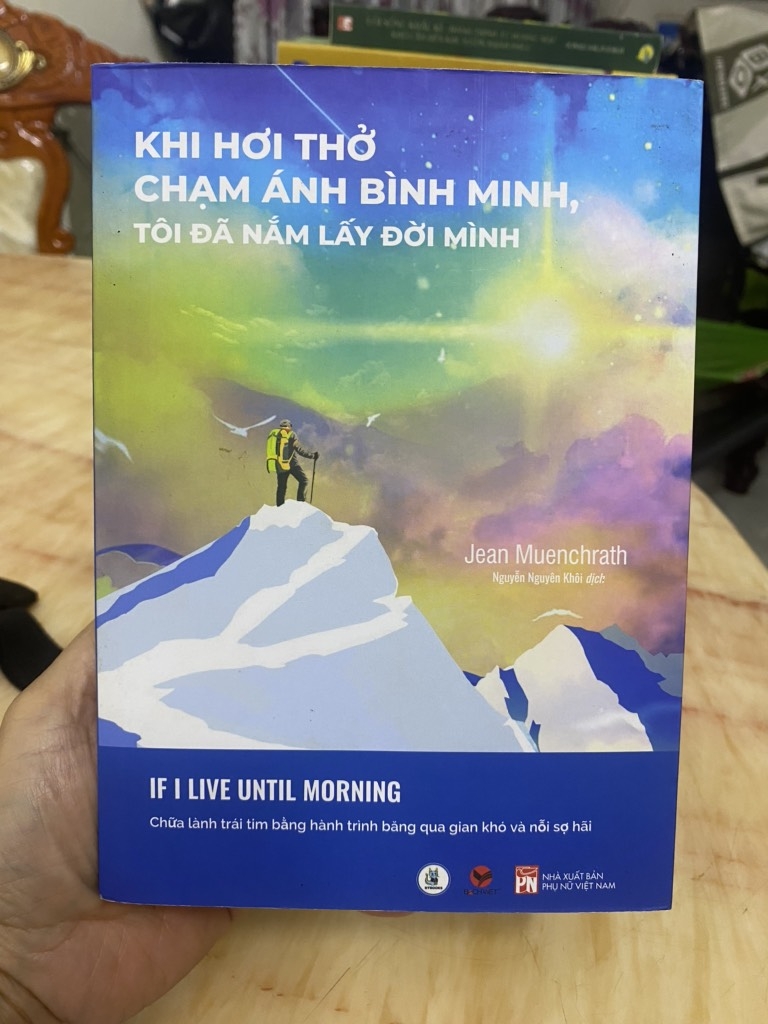 KHI HƠI THỞ
CHẠM ÁNH BÌNH MINH,
TÔI ĐÃ NẮM LẤY ĐỜI MÌNH
Jean Muenchrath
Nguyễn Nguyên Khôi dịch
IF I LIVE UNTIL MORNING
Chữa lành trái tim bằng hành trình băng qua gian khó và nỗi sợ hãi
PN
NHÀ XUẤT BẢN
PHỤ NỮ VIỆT NAM